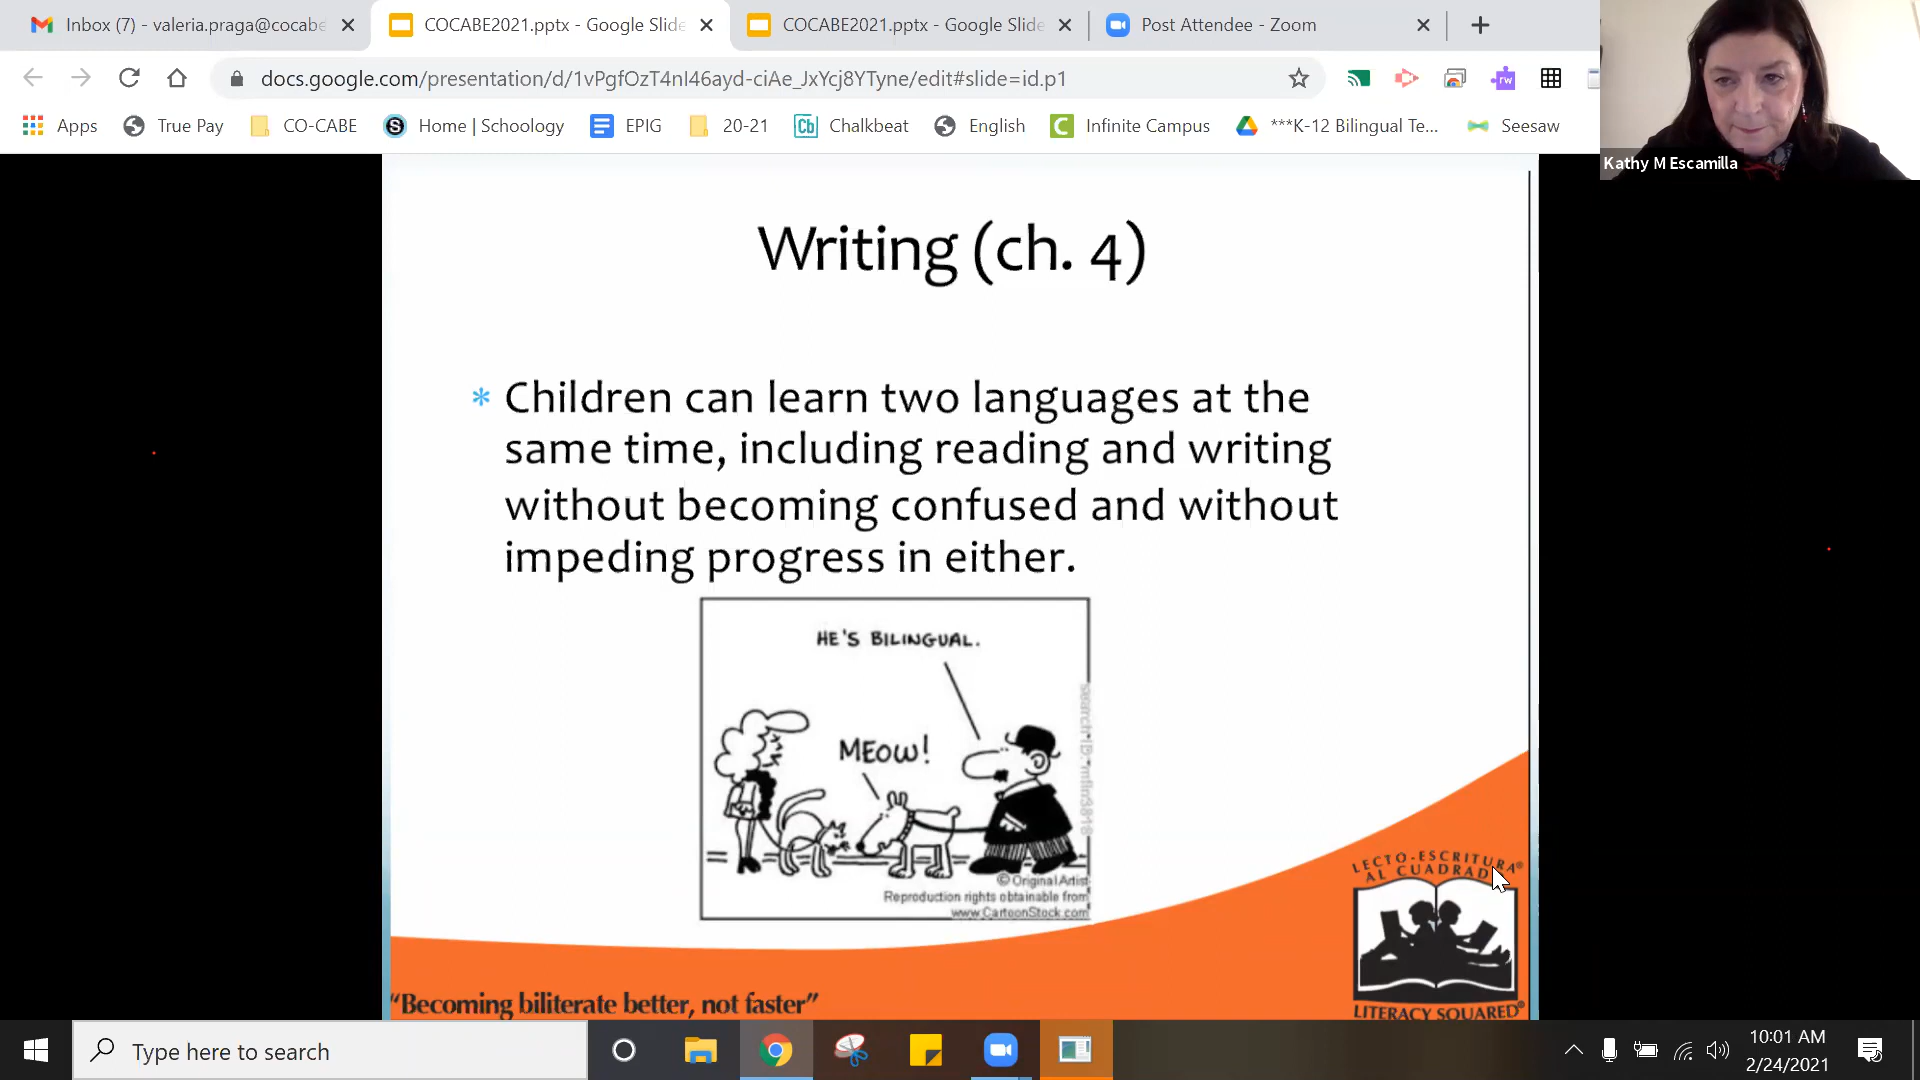 Inbox (7) - valeria.praga@cocabe
COCABE2021.pptx - Google Slide
COCABE2021.pptx - Google Slide
Post Attendee - Zoom
docs.google.com/presentation/d/1vPgfOzT4nI46ayd-ciAe_JxYcj8YTyne/edit#slide=id.p1
rw
Apps
True Pay
CO-CABE
S
Home | Schoology
EPIG
20-21
Cb
Chalkbeat
English
C
Infinite Campus
***K-12 Bilingual Te...
Seesaw
Kathy M Escamilla
Writing (ch. 4)
* Children can learn two languages at the
same time, including reading and writing
without becoming confused and without
impeding progress in either.
HE'S BILINGUAL.
MEOW!
© Original Artist
Reproduction rights obtainable from
www.CartoonStock.com
LECTO-ESCRITURA®
AL CUADRAD
LITERACY SQUARED®
"Becoming biliterate better, not faster"
Type here to search
10:01 AM
2/24/2021